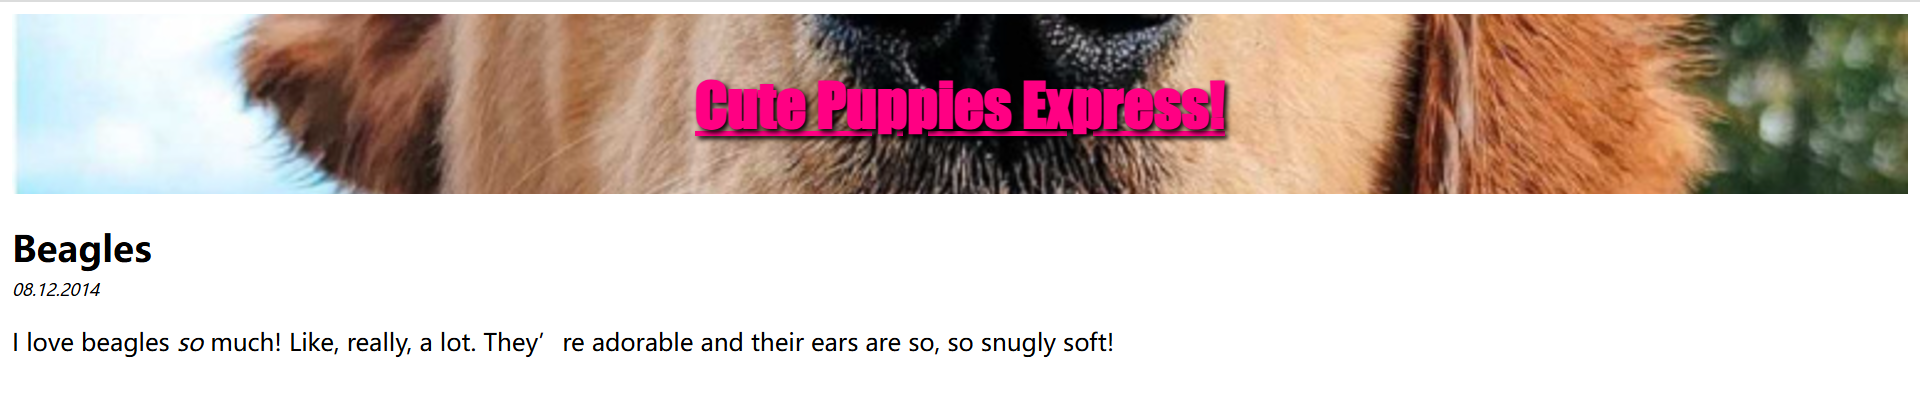 Cute Puppies Express!
Beagles
08.12.2014
I love beagles so much! Like, really, a lot. They’re adorable and their ears are so, so snugly soft!